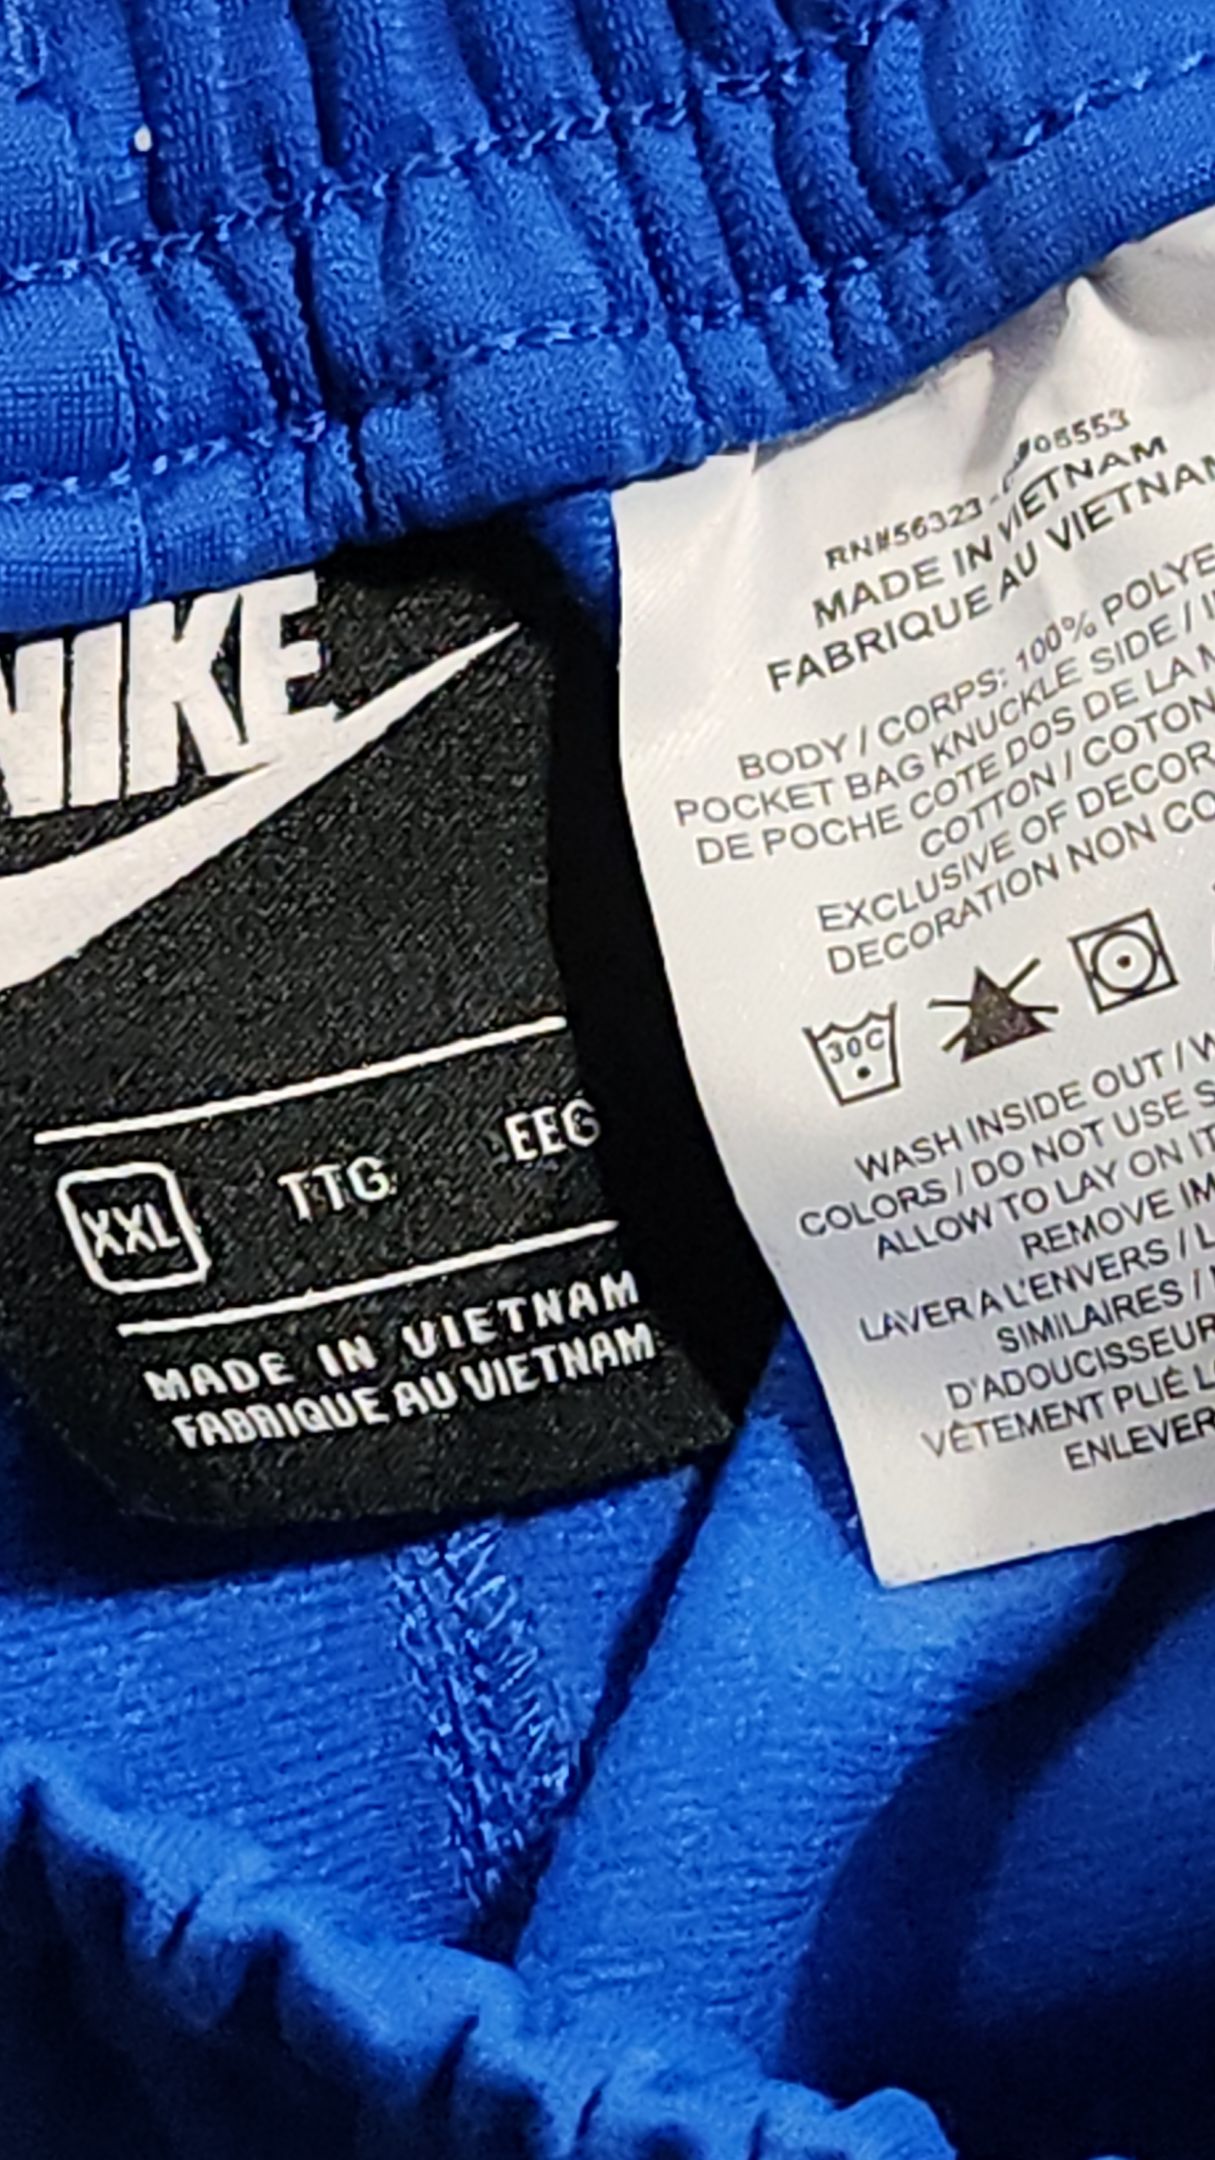 NIKE
XXL TTG EEG
MADE IN VIETNAM
FABRIQUE AU VIETNAM
RN#56323 - 06553
MADE IN VIETNAM
FABRIQUE AU VIETNAM
BODY / CORPS: 100% POLYE
POCKET BAG KNUCKLE SIDE /
DE POCHE COTE DOS DE LA
COTTON / COTON
EXCLUSIVE OF DECOR
DECORATION NON CO
30C
WASH INSIDE OUT / W
COLORS / DO NOT USE S
ALLOW TO LAY ON IT
REMOVE IM
LAVER A L'ENVERS / L
SIMILAIRES /
D'ADOUCISSEUR
VÊTEMENT PLIÉ L
ENLEVER